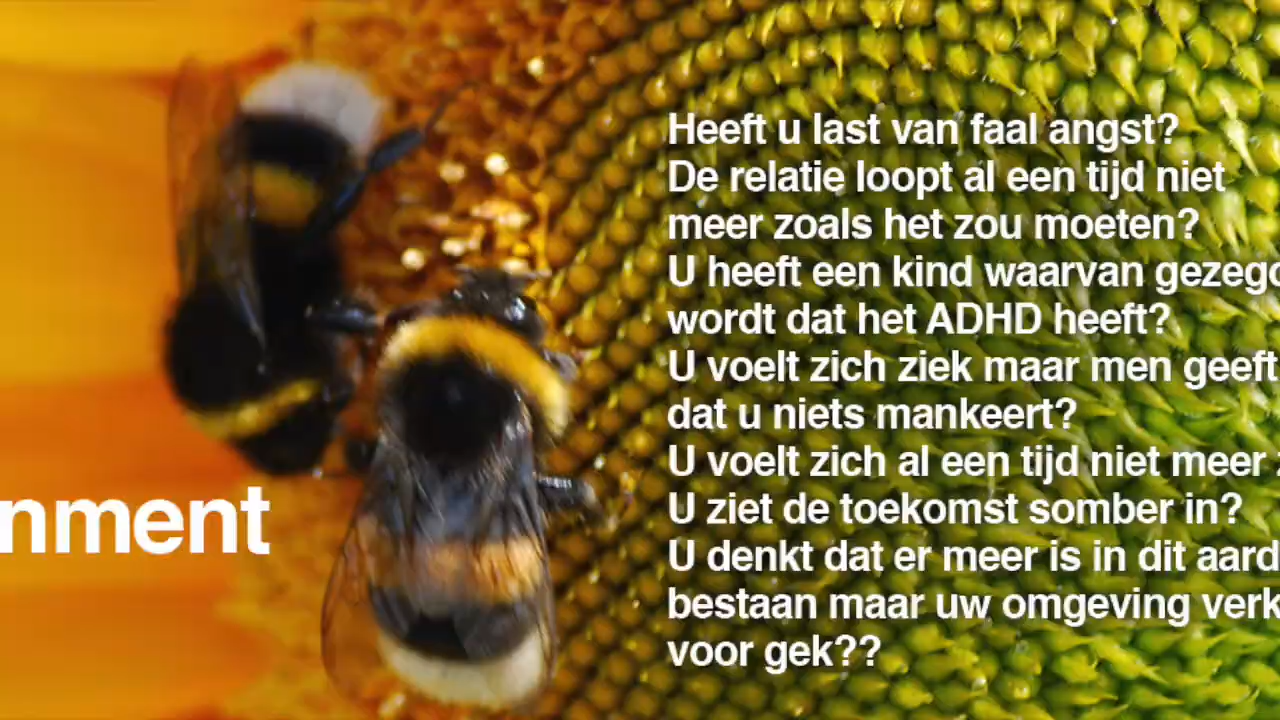 Heeft u last van faal angst?
De relatie loopt al een tijd niet
meer zoals het zou moeten?
U heeft een kind waarvan
wordt dat het ADHD heeft?
U voelt zich ziek maar men geeft
dat u niets mankeert?
U voelt zich al een tijd niet meer
U ziet de toekomst somber in?
U denkt dat er meer is in dit
bestaan maar uw omgeving
voor gek??